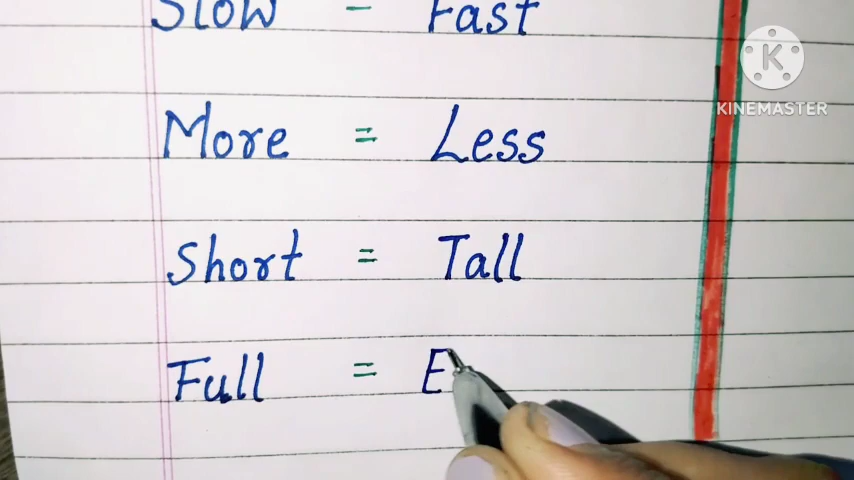 Slow - Fast
K
KINEMASTER
More = Less
Short = Tall
Full = E